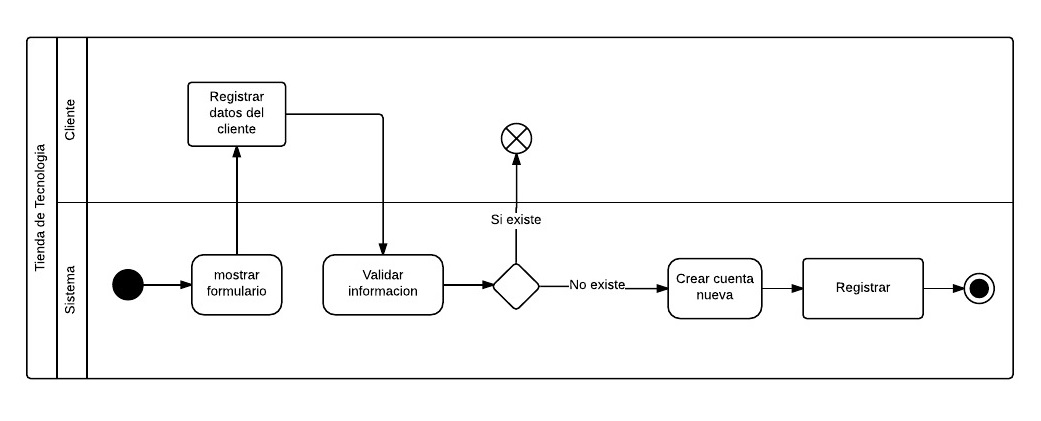 Tienda de Tecnologia
Cliente
Registrar
datos del
cliente
Sistema
mostrar
formulario
Validar
informacion
Si existe
No existe
Crear cuenta
nueva
Registrar